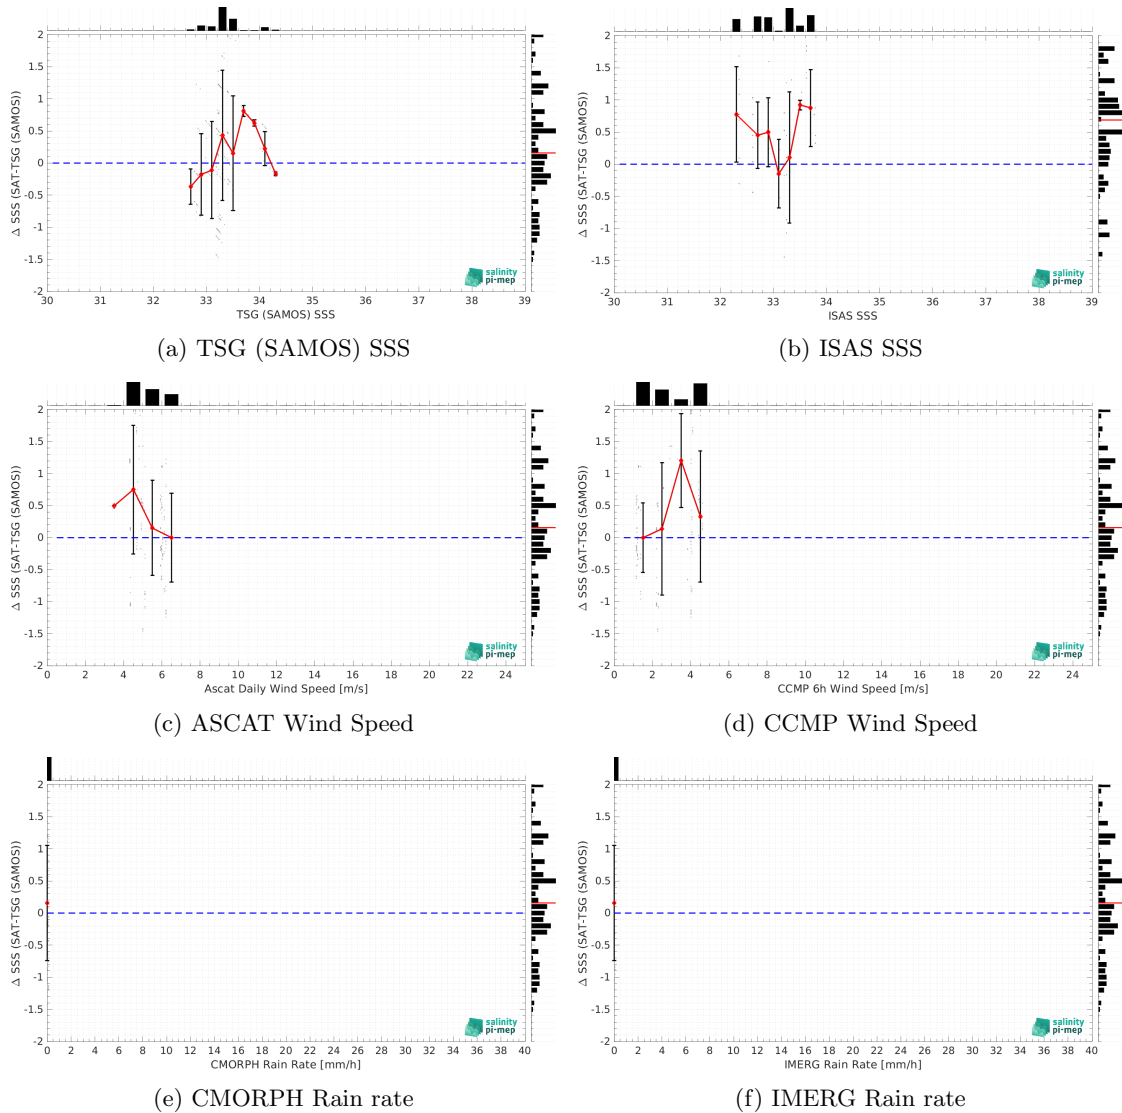 2
1.5
1
0.5
0
-0.5
-1
-1.5
-2
Δ SSS (SAT-TSG (SAMOS))
30 31 32 33 34 35 36 37 38 39
TSG (SAMOS) SSS
salinity
pi-mep
(a) TSG (SAMOS) SSS
2
1.5
1
0.5
0
-0.5
-1
-1.5
-2
Δ SSS (SAT-TSG (SAMOS))
30 31 32 33 34 35 36 37 38 39
ISAS SSS
salinity
pi-mep
(b) ISAS SSS
2
1.5
1
0.5
0
-0.5
-1
-1.5
-2
Δ SSS (SAT-TSG (SAMOS))
0 2 4 6 8 10 12 14 16 18 20 22 24
Ascat Daily Wind Speed [m/s]
salinity
pi-mep
(c) ASCAT Wind Speed
2
1.5
1
0.5
0
-0.5
-1
-1.5
-2
Δ SSS (SAT-TSG (SAMOS))
0 2 4 6 8 10 12 14 16 18 20 22 24
CCMP 6h Wind Speed [m/s]
salinity
pi-mep
(d) CCMP Wind Speed
2
1.5
1
0.5
0
-0.5
-1
-1.5
-2
Δ SSS (SAT-TSG (SAMOS))
0 2 4 6 8 10 12 14 16 18 20 22 24 26 28 30 32 34 36 38 40
CMORPH Rain Rate [mm/h]
salinity
pi-mep
(e) CMORPH Rain rate
2
1.5
1
0.5
0
-0.5
-1
-1.5
-2
Δ SSS (SAT-TSG (SAMOS))
0 2 4 6 8 10 12 14 16 18 20 22 24 26 28 30 32 34 36 38 40
IMERG Rain Rate [mm/h]
salinity
pi-mep
(f) IMERG Rain rate